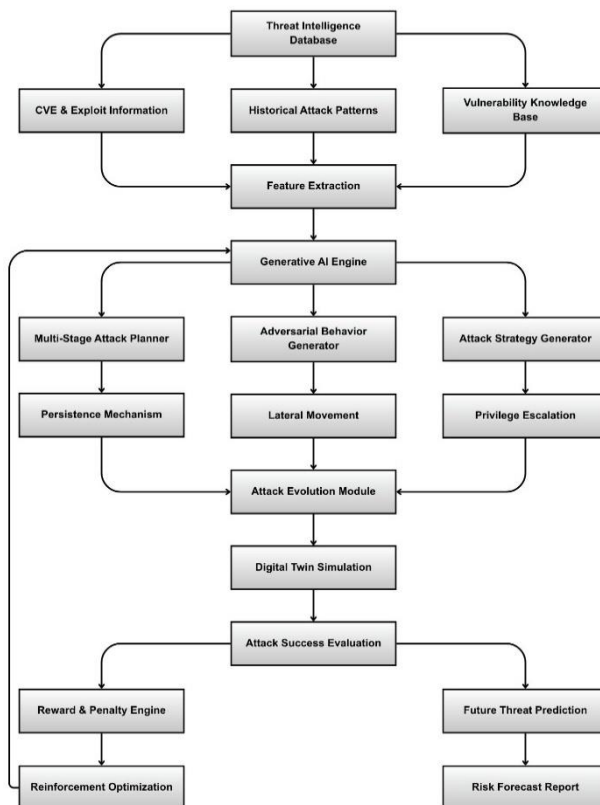 Threat Intelligence
Database
CVE & Exploit Information
Historical Attack Patterns
Vulnerability Knowledge
Base
Feature Extraction
Generative AI Engine
Multi-Stage Attack Planner
Adversarial Behavior
Generator
Attack Strategy Generator
Persistence Mechanism
Lateral Movement
Privilege Escalation
Attack Evolution Module
Digital Twin Simulation
Attack Success Evaluation
Reward & Penalty Engine
Future Threat Prediction
Reinforcement Optimization
Risk Forecast Report